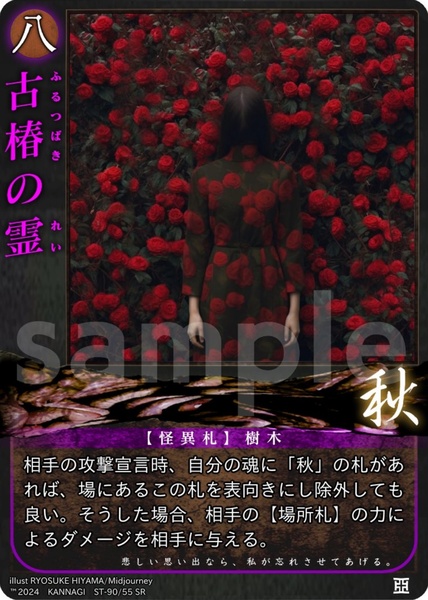 八
古椿の霊
ふるつばき
れい
sample
秋
【怪異札】樹木
相手の攻撃宣言時、自分の魂に「秋」の札があ
れば、場にあるこの札を表向きにし除外しても
良い。そうした場合、相手の【場所札】の力に
よるダメージを相手に与える。
悲しい思い出なら、私が忘れさせてあげる。
illust RYOSUKE HIYAMA/Midjourney
™2024 KANNAGI ST-90/55 SR